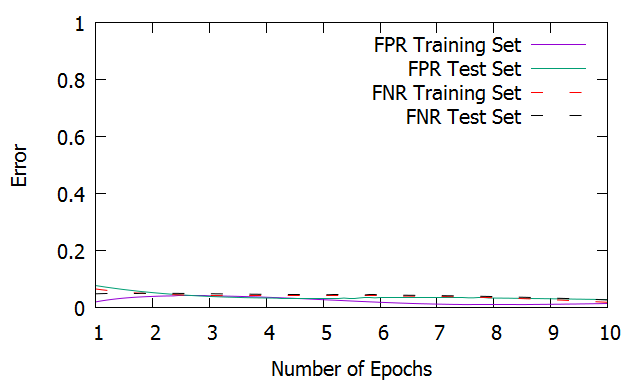 1
FPR Training Set
FPR Test Set
0.8
FNR Training Set
FNR Test Set
0.6
Error
0.4
0.2
0
1 2 3 4 5 6 7 8 9 10
Number of Epochs